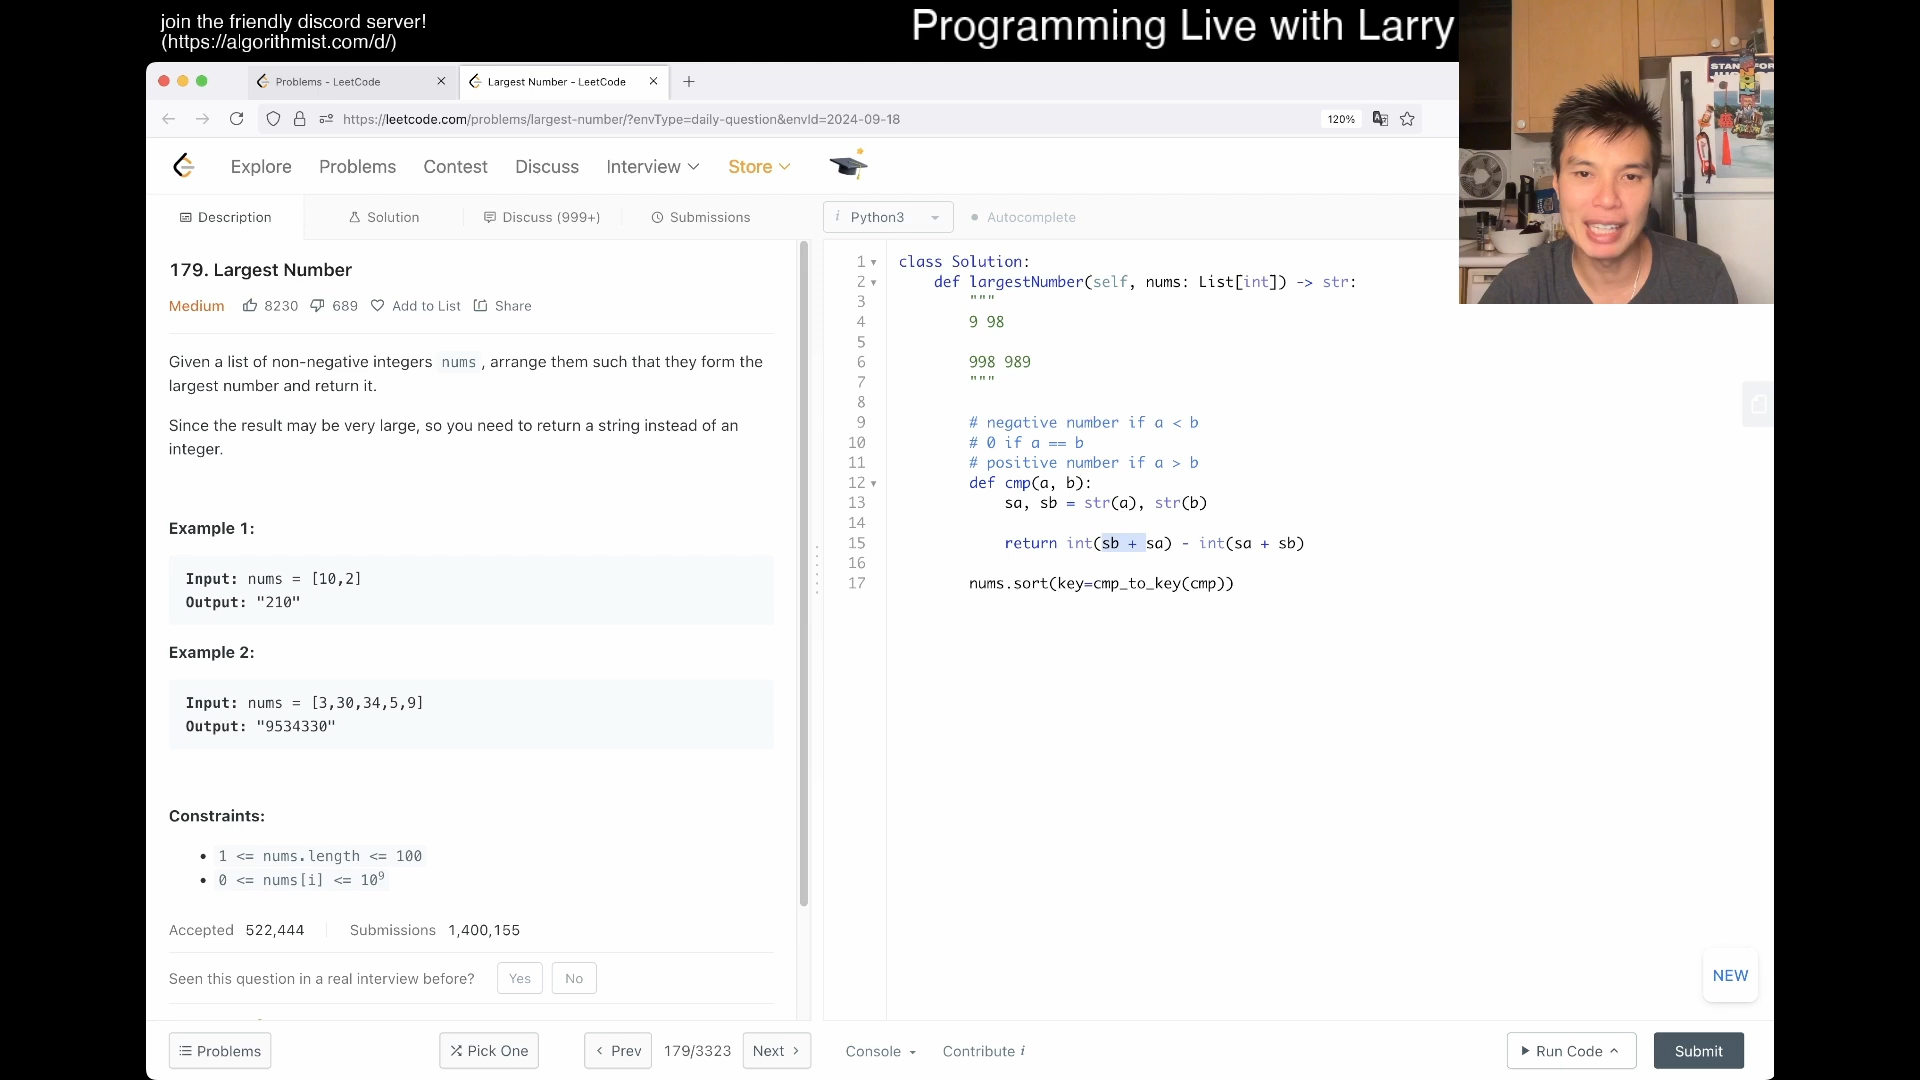 join the friendly discord server!
(https://algorithmist.com/d/)
Programming Live with Larry
Problems - LeetCode
Largest Number - LeetCode
https://leetcode.com/problems/largest-number/?envType=daily-question&envId=2024-09-18
120%
Explore
Problems
Contest
Discuss
Interview
Store
Description
Solution
Discuss (999+)
Submissions
i Python3
Autocomplete
179. Largest Number
Medium
8230
689
Add to List
Share
Given a list of non-negative integers nums , arrange them such that they form the
largest number and return it.
Since the result may be very large, so you need to return a string instead of an
integer.
Example 1:
Input: nums = [10,2]
Output: "210"
Example 2:
Input: nums = [3,30,34,5,9]
Output: "9534330"
Constraints:
1 <= nums.length <= 100
0 <= nums[i] <= 10⁹
Accepted 522,444
Submissions 1,400,155
Seen this question in a real interview before?
Yes
No
1 class Solution:
2 def largestNumber(self, nums: List[int]) -> str:
3 """
4 9 98
5
6 998 989
7 """
8
9 # negative number if a < b
10 # 0 if a == b
11 # positive number if a > b
12 def cmp(a, b):
13 sa, sb = str(a), str(b)
14
15 return int(sb + sa) - int(sa + sb)
16
17 nums.sort(key=cmp_to_key(cmp))
NEW
Problems
Pick One
Prev
179/3323
Next
Console
Contribute i
Run Code
Submit